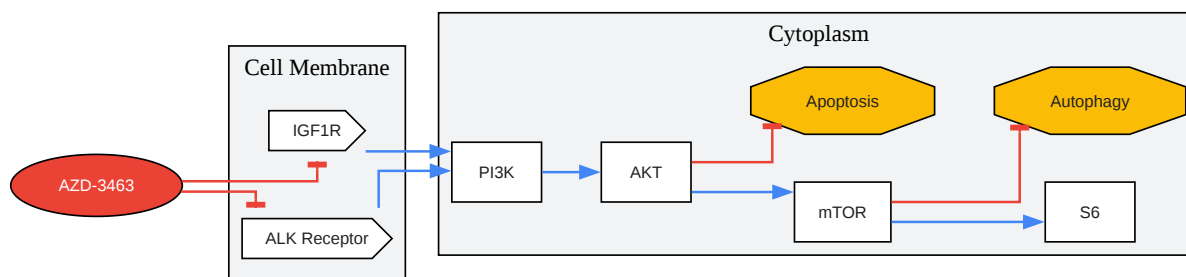 Cytoplasm
Cell Membrane
Apoptosis
Autophagy
IGF1R
PI3K
AKT
AZD-3463
mTOR
S6
ALK Receptor